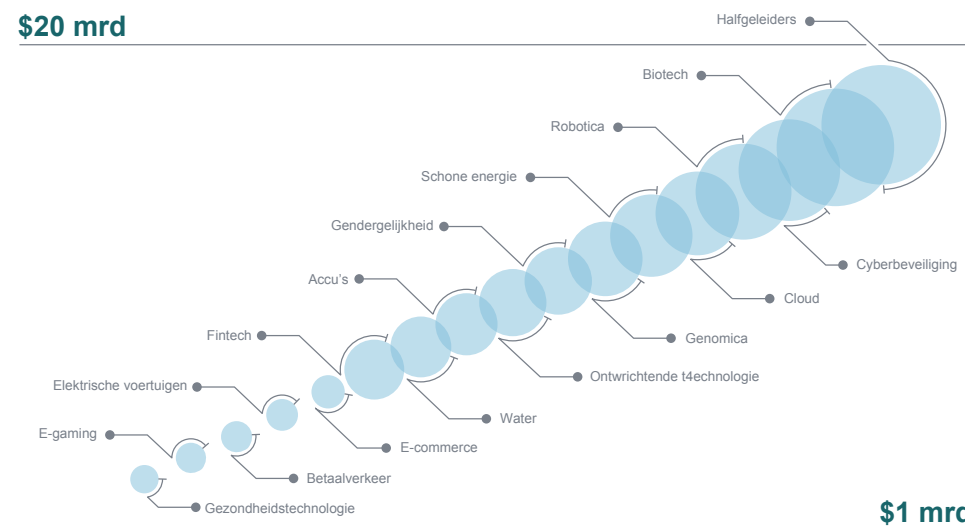 $20 mrd
Halfgeleiders
Biotech
Robotica
Schone energie
Gendergelijkheid
Accu’s
Fintech
Elektrische voertuigen
E-gaming
Cyberbeveiliging
Cloud
Genomica
Ontwrichtende t4echnologie
Water
E-commerce
Betaalverkeer
Gezondheidstechnologie
$1 mrd